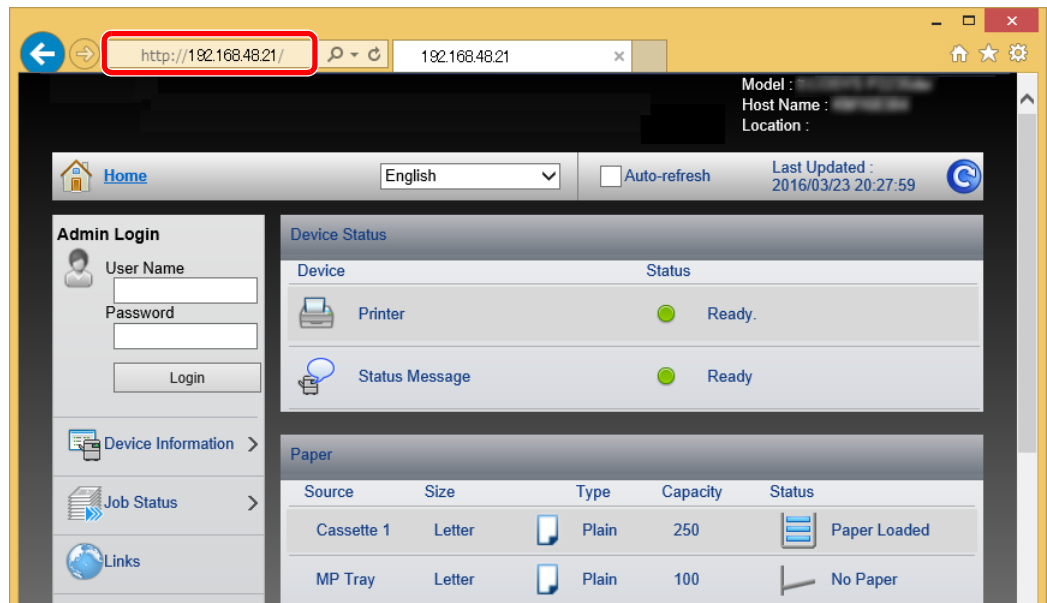 http://192.168.48.21/
192.168.48.21
Model :
Host Name :
Location :
Home
English
Auto-refresh
Last Updated :
2016/03/23 20:27:59
Admin Login
User Name
Password
Login
Device Information
Job Status
Links
Device Status
Device Status
Printer Ready.
Status Message Ready
Paper
Source Size Type Capacity Status
Cassette 1 Letter Plain 250 Paper Loaded
MP Tray Letter Plain 100 No Paper